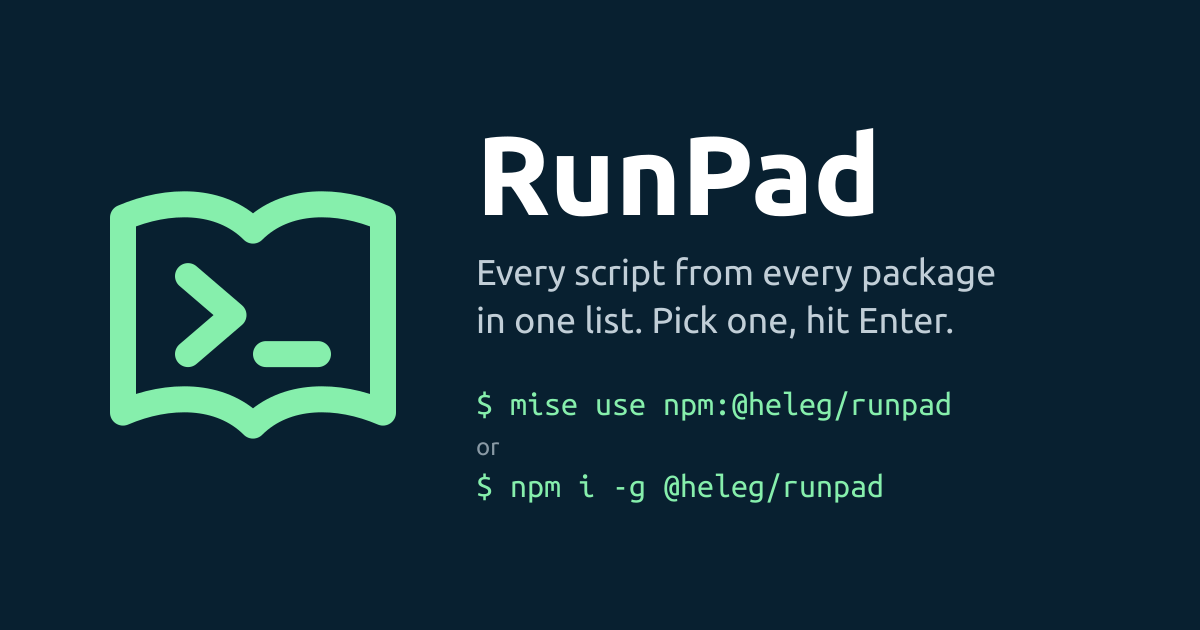 RunPad
Every script from every package
in one list. Pick one, hit Enter.
$ mise use npm:@heleg/runpad
or
$ npm i -g @heleg/runpad